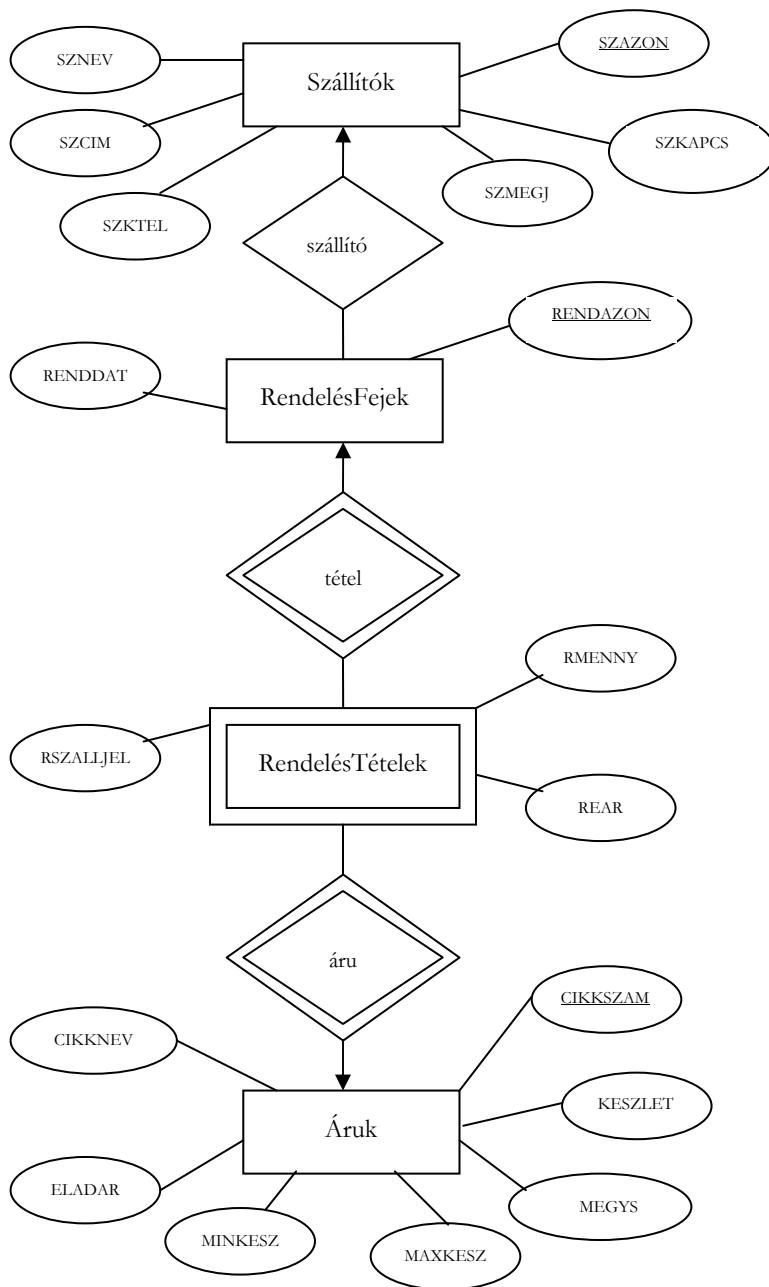 SZNEV
SZAZON
Szállítók
SZCIM
SZKAPCS
SZMEGJ
SZKTEL
szállító
RENDAZON
RENDDAT
RendelésFejek
tétel
RMENNY
RSZALLJEL
RendelésTételek
REAR
áru
CIKKSZAM
CIKKNEV
KESZLET
Áruk
ELADAR
MEGYS
MINKESZ
MAXKESZ